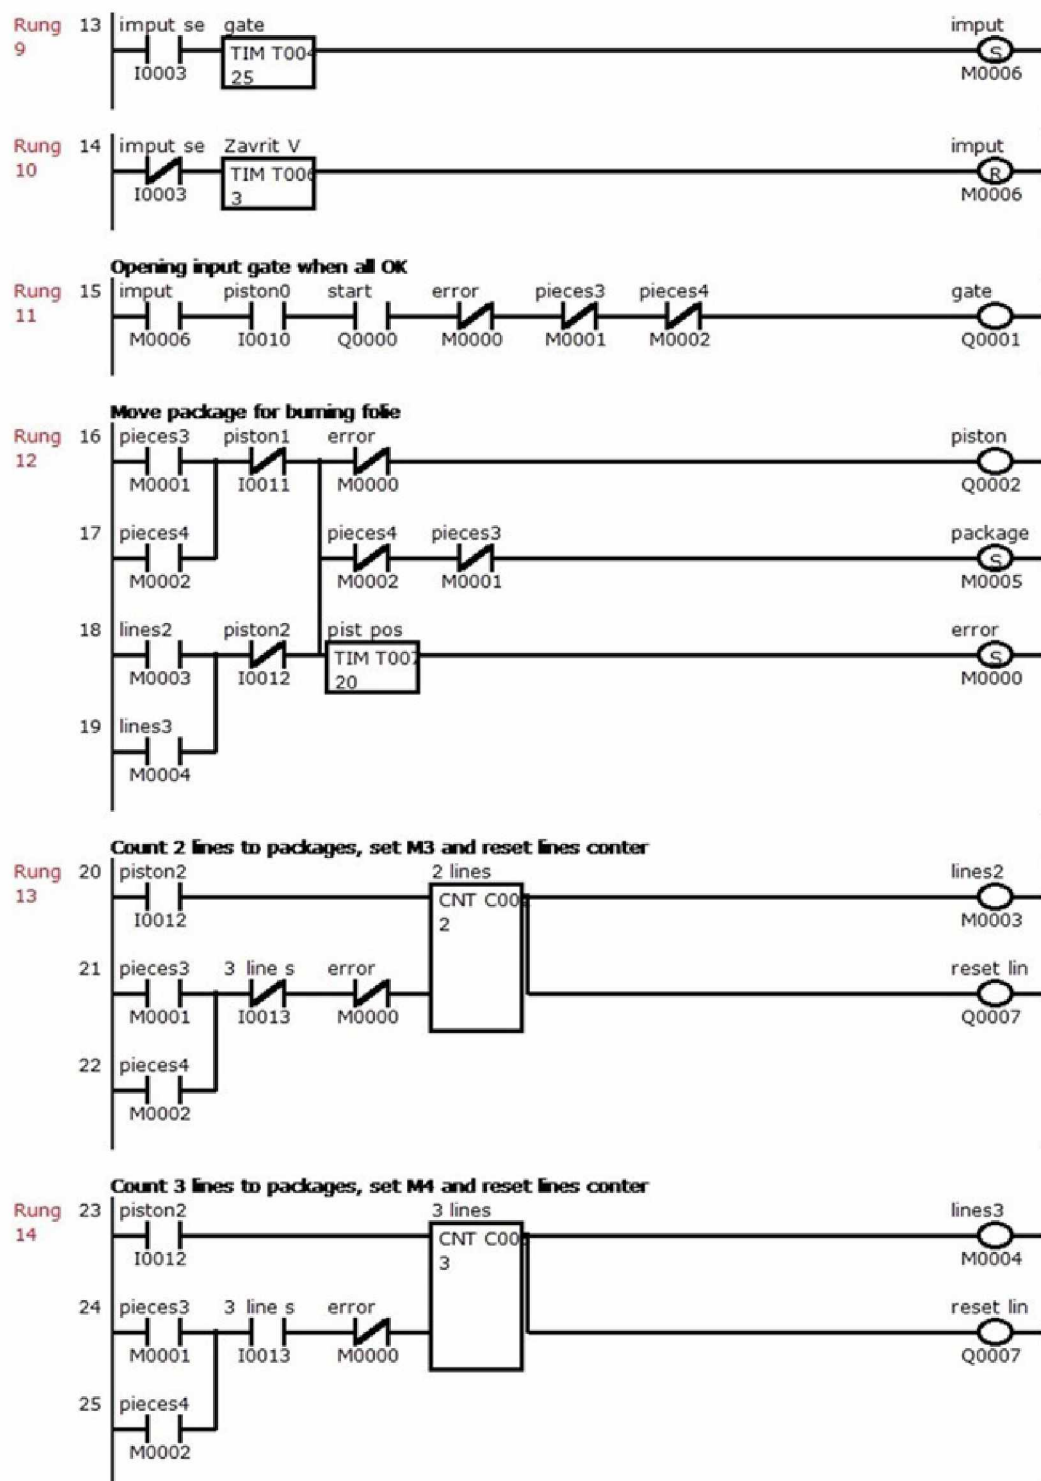 Rung 13 imput se gate imput
9 TIM T004 S
I0003 25 M0006
Rung 14 imput se Zavrit V imput
10 TIM T006 R
I0003 3 M0006
Opening input gate when all OK
Rung 15 imput piston0 start error pieces3 pieces4 gate
11
M0006 I0010 Q0000 M0000 M0001 M0002 Q0001
Move package for burning folie
Rung 16 pieces3 piston1 error piston
12
M0001 I0011 M0000 Q0002
17 pieces4 pieces4 pieces3 package
S
M0002 M0002 M0001 M0005
18 lines2 piston2 pist pos error
TIM T007 S
M0003 I0012 20 M0000
19 lines3
M0004
Count 2 lines to packages, set M3 and reset lines conter
Rung 20 piston2 2 lines lines2
13 CNT C00
I0012 2 M0003
21 pieces3 3 line s error reset lin
M0001 I0013 M0000 Q0007
22 pieces4
M0002
Count 3 lines to packages, set M4 and reset lines conter
Rung 23 piston2 3 lines lines3
14 CNT C00
I0012 3 M0004
24 pieces3 3 line s error reset lin
M0001 I0013 M0000 Q0007
25 pieces4
M0002